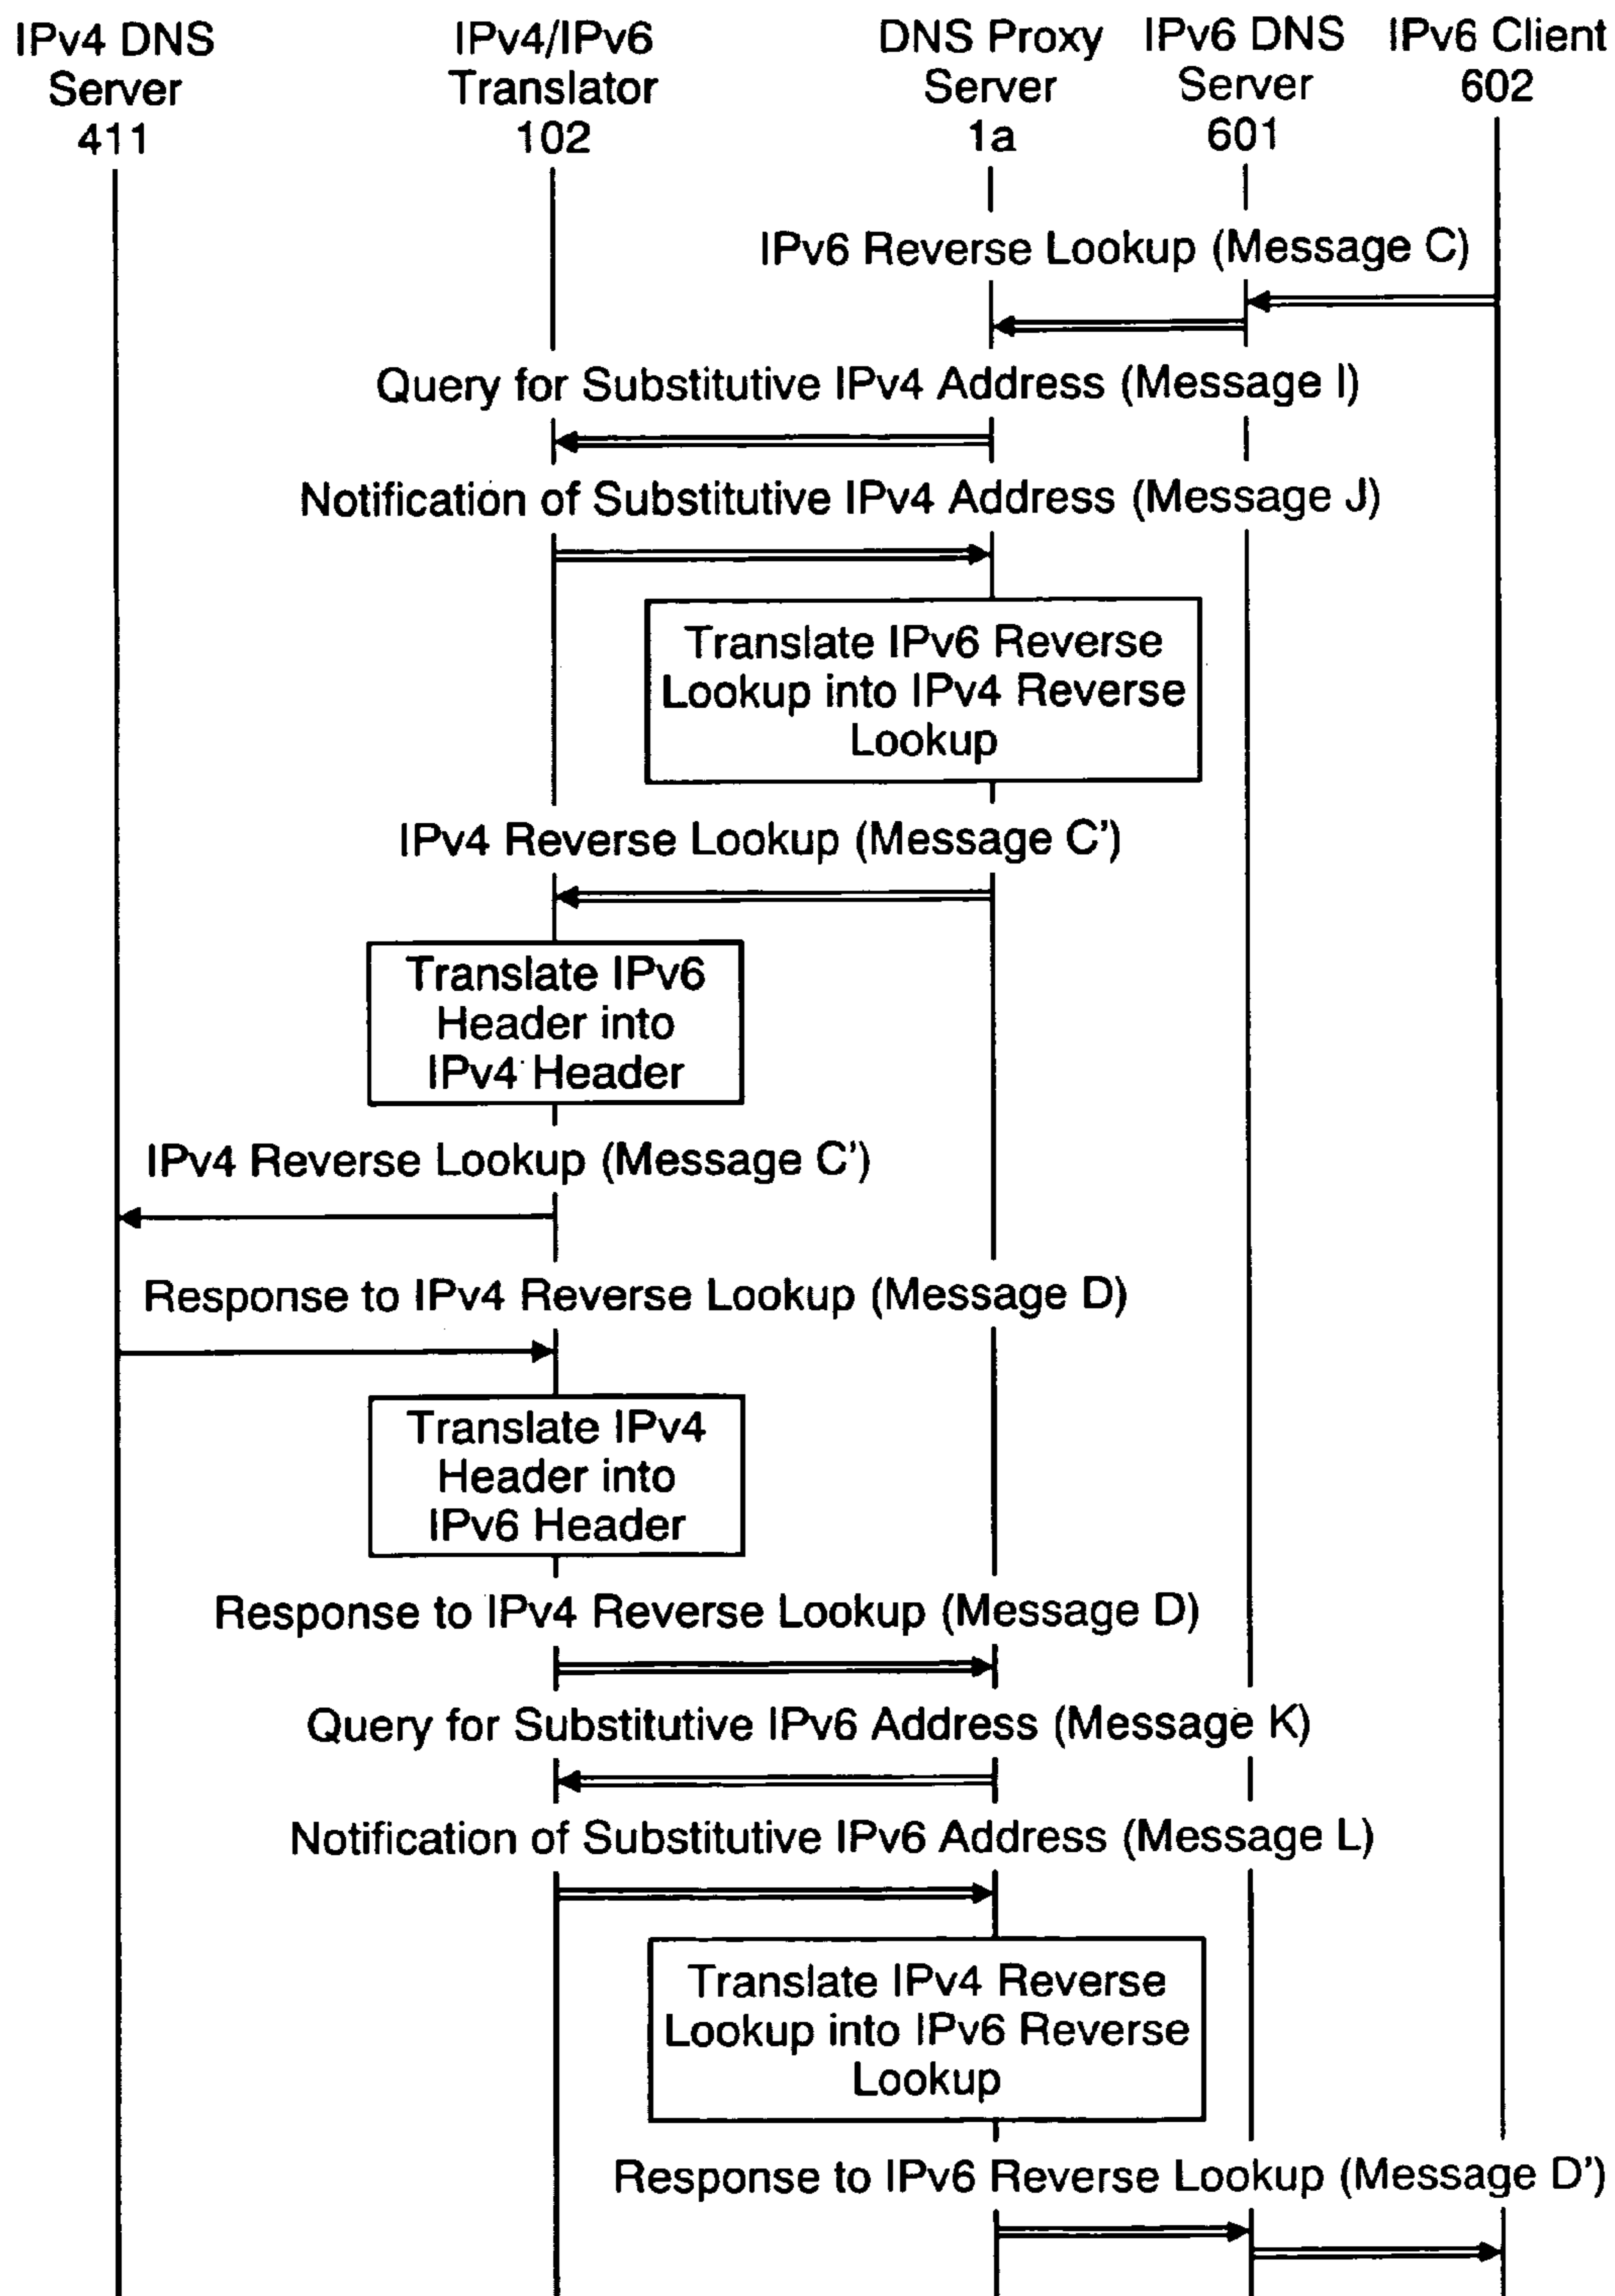 IPv4 DNS
Server
411
IPv4/IPv6
Translator
102
DNS Proxy
Server
1a
IPv6 DNS
Server
601
IPv6 Client
602
IPv6 Reverse Lookup (Message C)
Query for Substitutive IPv4 Address (Message I)
Notification of Substitutive IPv4 Address (Message J)
Translate IPv6 Reverse
Lookup into IPv4 Reverse
Lookup
IPv4 Reverse Lookup (Message C')
Translate IPv6
Header into
IPv4 Header
IPv4 Reverse Lookup (Message C')
Response to IPv4 Reverse Lookup (Message D)
Translate IPv4
Header into
IPv6 Header
Response to IPv4 Reverse Lookup (Message D)
Query for Substitutive IPv6 Address (Message K)
Notification of Substitutive IPv6 Address (Message L)
Translate IPv4 Reverse
Lookup into IPv6 Reverse
Lookup
Response to IPv6 Reverse Lookup (Message D')